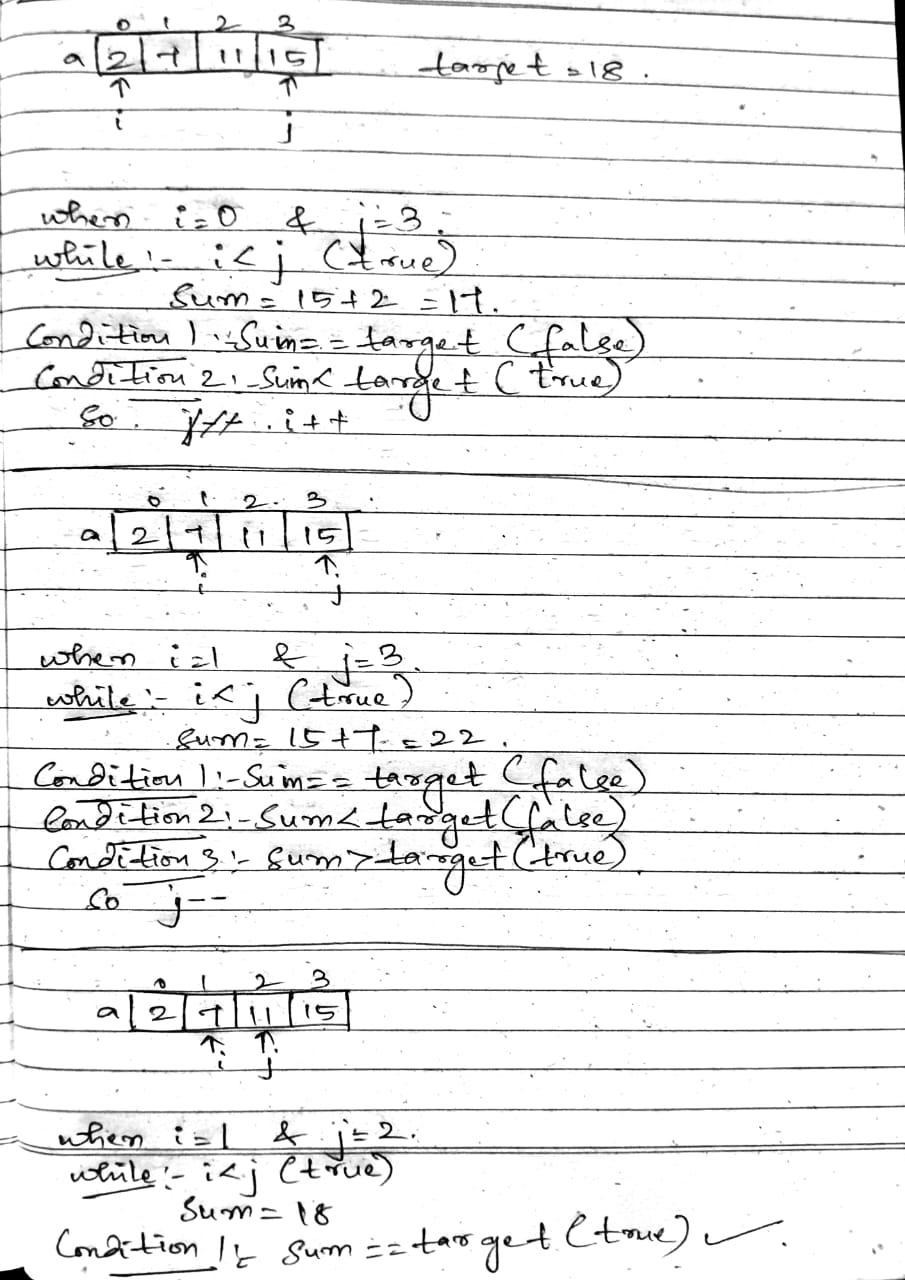 0 1 2 3
a 2 7 11 15 target = 18.
i j
when i=0 & j=3.
while :- i<j (true)
Sum = 15+2 = 17.
Condition 1 :- Sum == target (false)
Condition 2 :- Sum < target (true)
So. j++. i++
0 1 2. 3
a 2 7 11 15
i j
when i=1 & j=3.
while :- i<j (true)
Sum = 15+7 = 22.
Condition 1 :- Sum == target (false)
Condition 2 :- Sum < target (false)
Condition 3 :- Sum > target (true).
So j--
0 1 2 3
a 2 7 11 15
i j
when i=1 & j=2.
while :- i<j (true)
Sum = 18
Condition 1 :- Sum == target (true) ✓.